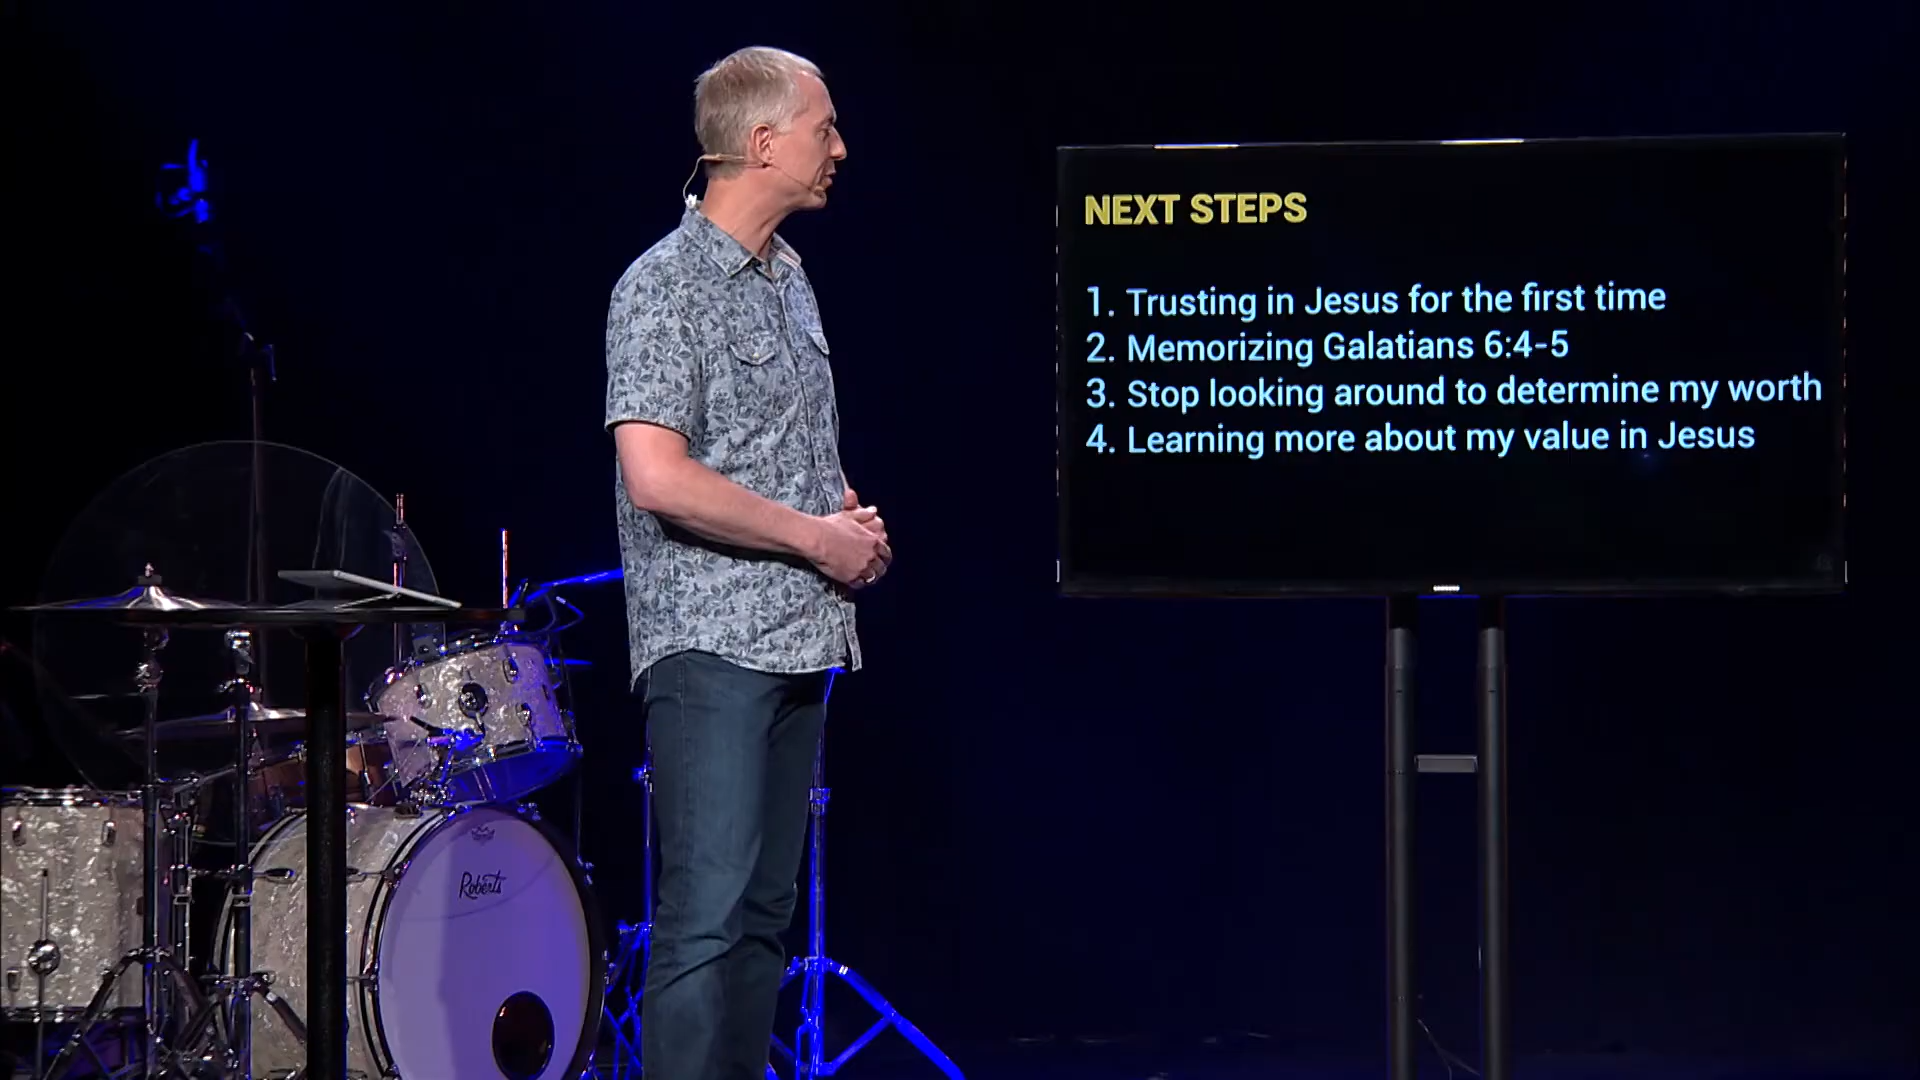 NEXT STEPS
1. Trusting in Jesus for the first time
2. Memorizing Galatians 6:4-5
3. Stop looking around to determine my worth
4. Learning more about my value in Jesus
Roberts